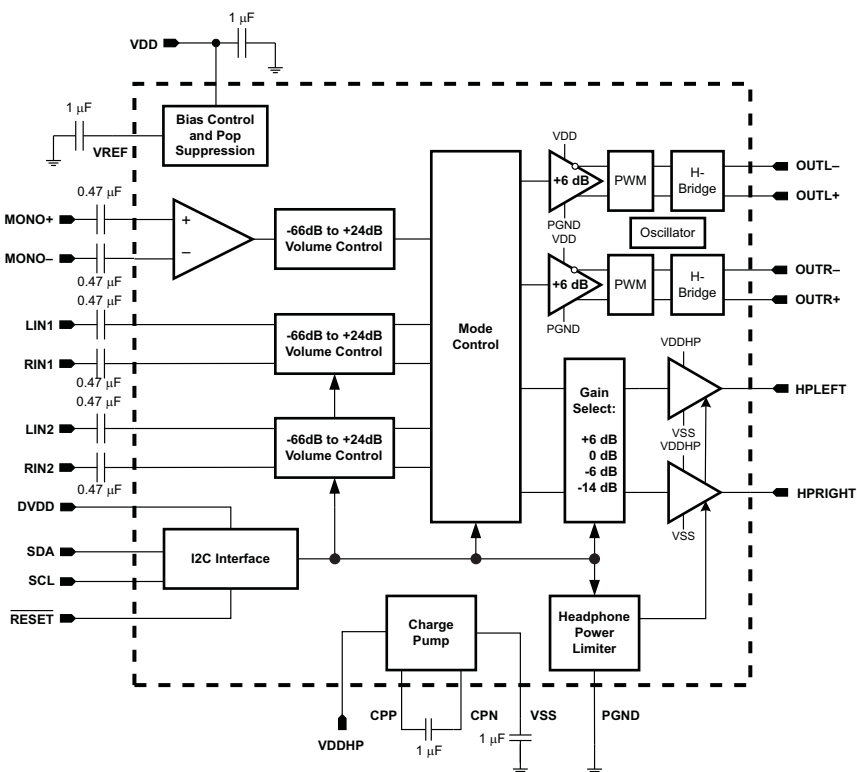 1 µF
VDD
1 µF
VREF
Bias Control
and Pop
Suppression
0.47 µF
MONO+
+
–
MONO–
0.47 µF
-66dB to +24dB
Volume Control
0.47 µF
LIN1
RIN1
0.47 µF
-66dB to +24dB
Volume Control
0.47 µF
LIN2
RIN2
0.47 µF
-66dB to +24dB
Volume Control
DVDD
SDA
SCL
RESET
I2C Interface
Mode
Control
VDD
+6 dB
PGND
PWM
H-
Bridge
OUTL–
OUTL+
Oscillator
VDD
+6 dB
PGND
PWM
H-
Bridge
OUTR–
OUTR+
Gain
Select:
+6 dB
0 dB
-6 dB
-14 dB
VDDHP
VSS
HPLEFT
VDDHP
VSS
HPRIGHT
Charge
Pump
Headphone
Power
Limiter
VDDHP
CPP
CPN
1 µF
VSS
1 µF
PGND